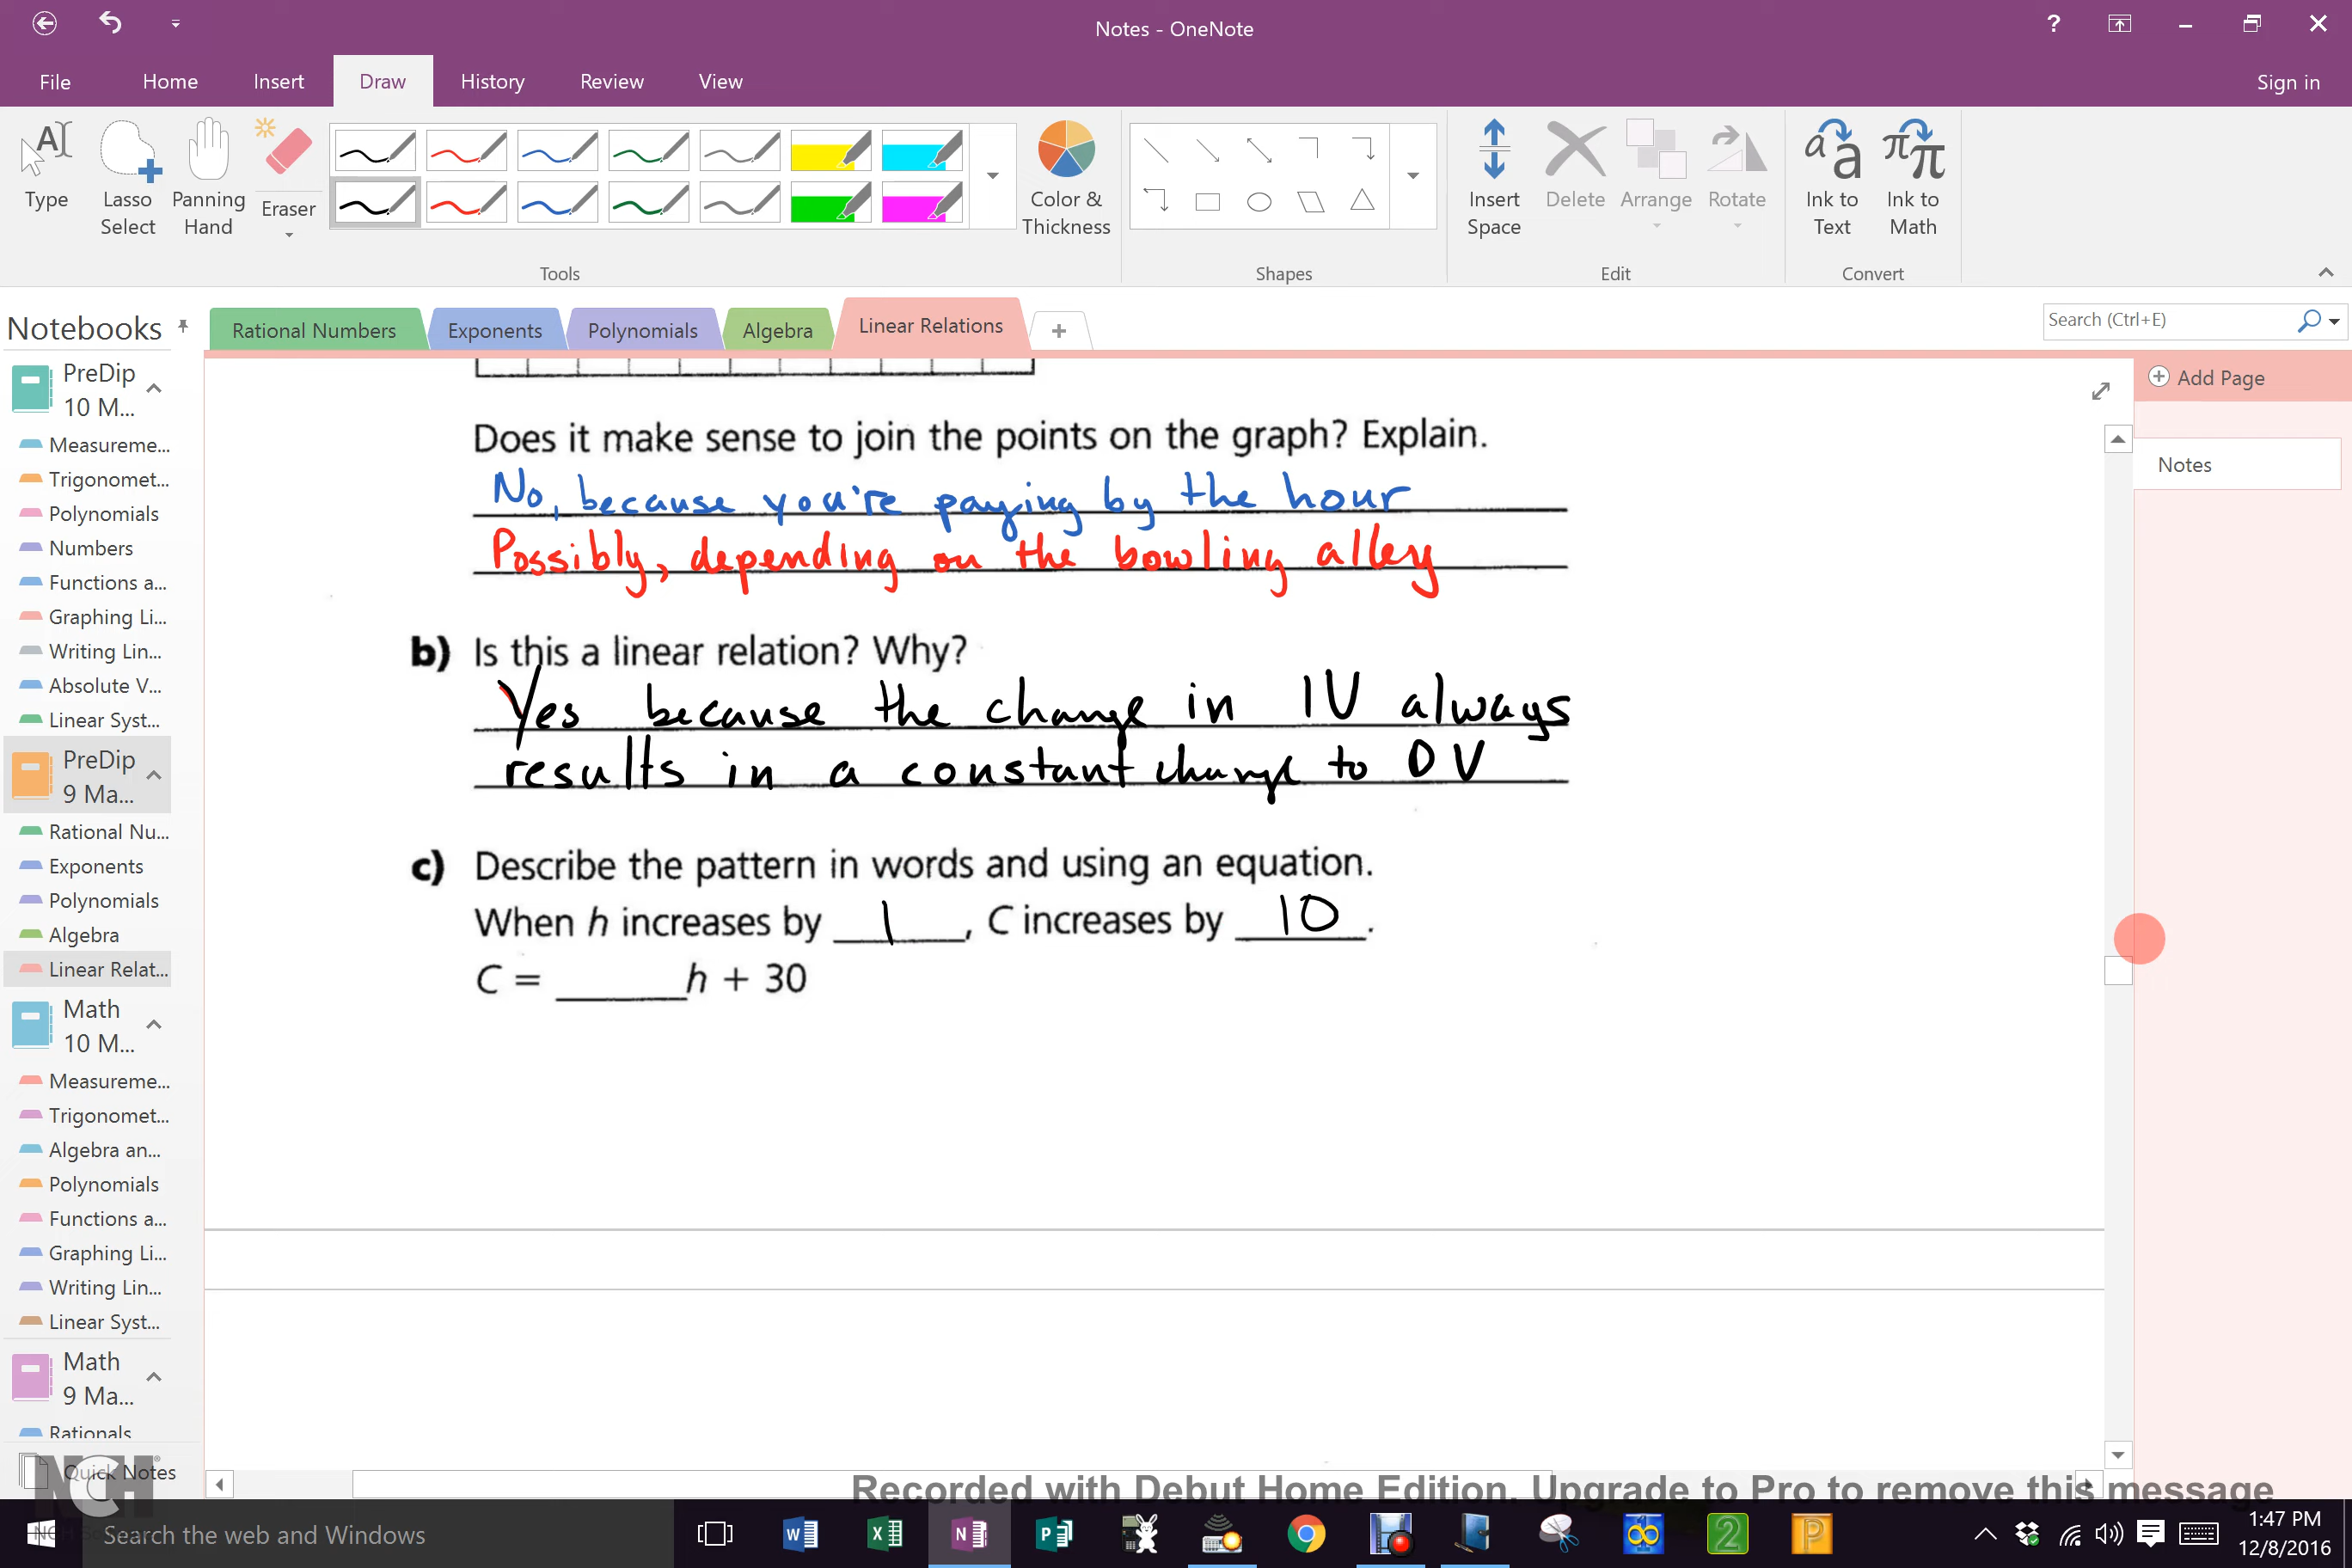 Notes - OneNote
?
File Home Insert Draw History Review View
Sign in
Type
Lasso Select
Panning Hand
Eraser
Color & Thickness
Insert Space
Delete
Arrange
Rotate
Ink to Text
Ink to Math
Tools Shapes Edit Convert
Notebooks
Rational Numbers Exponents Polynomials Algebra Linear Relations +
Search (Ctrl+E)
PreDip 10 M...
Measureme...
Trigonomet...
Polynomials
Numbers
Functions a...
Graphing Li...
Writing Lin...
Absolute V...
Linear Syst...
PreDip 9 Ma...
Rational Nu...
Exponents
Polynomials
Algebra
Linear Relat...
Math 10 M...
Measureme...
Trigonomet...
Algebra an...
Polynomials
Functions a...
Graphing Li...
Writing Lin...
Linear Syst...
Math 9 Ma...
Rationals
Quick Notes
Add Page
Notes
Does it make sense to join the points on the graph? Explain.
No, because you're paying by the hour
Possibly, depending on the bowling alley
b) Is this a linear relation? Why?
Yes because the change in IV always
results in a constant change to DV
c) Describe the pattern in words and using an equation.
When h increases by 1, C increases by 10.
C = ______h + 30
Recorded with Debut Home Edition. Upgrade to Pro to remove this message
Search the web and Windows
1:47 PM
12/8/2016